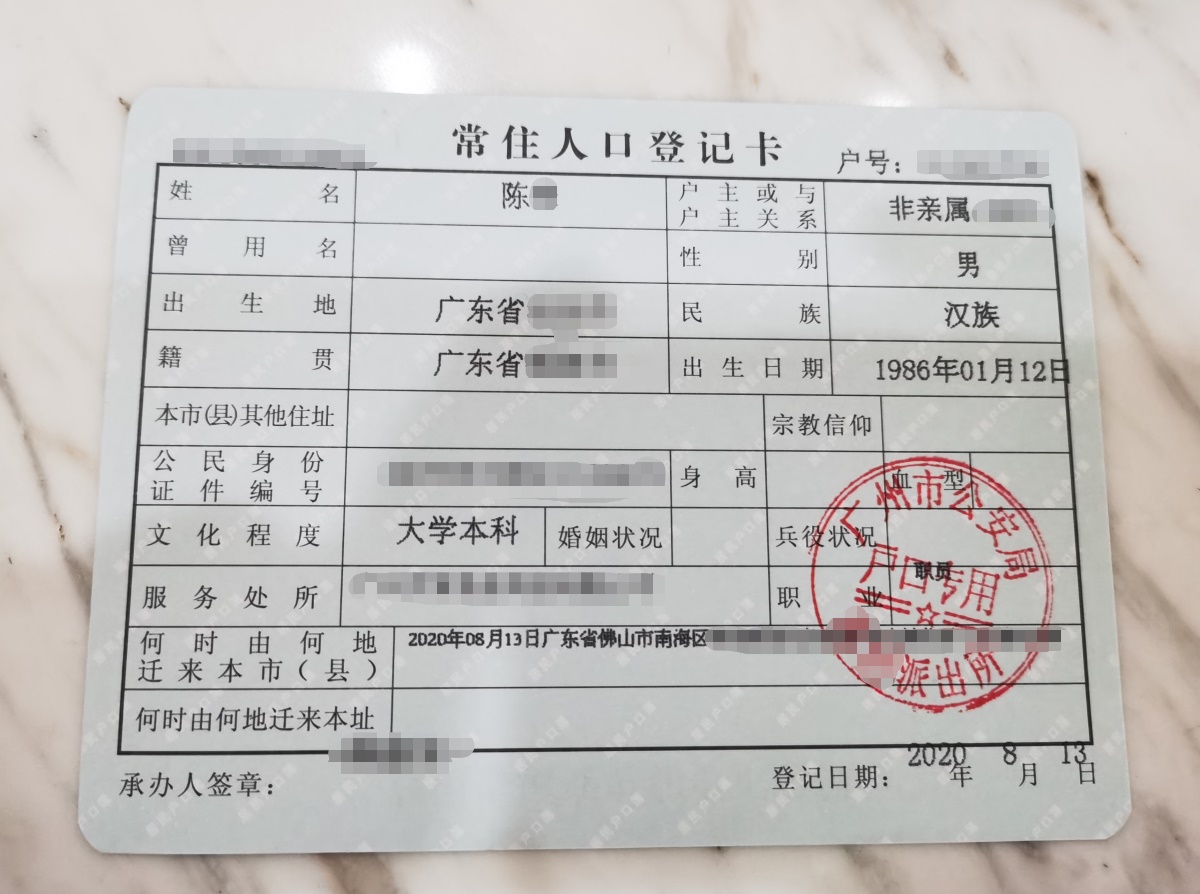 常住人口登记卡
户号：
姓名 陈 户主或与户主关系 非亲属
曾用名 性别 男
出生地 广东省 民族 汉族
籍贯 广东省 出生日期 1986年01月12日
本市(县)其他住址 宗教信仰
公民身份证件编号 身高 血型
文化程度 大学本科 婚姻状况 兵役状况
服务处所 职业 职员
何时由何地迁来本市(县) 2020年08月13日广东省佛山市南海区
何时由何地迁来本址
承办人签章： 登记日期： 2020年8月13日
广州市公安局
户口专用
派出所